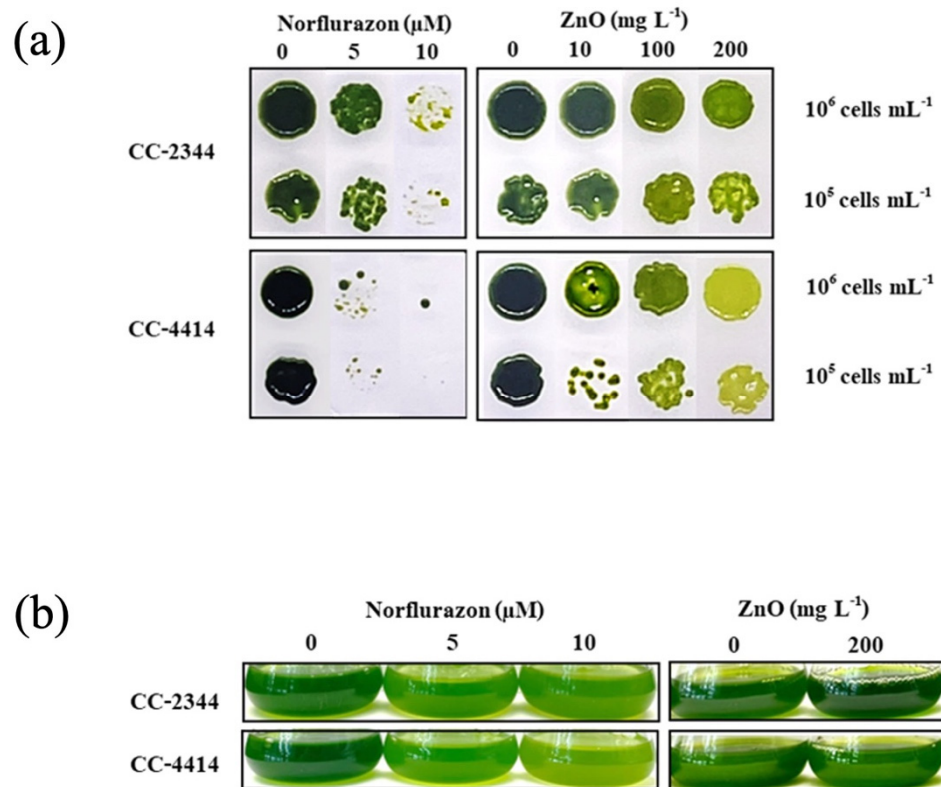 (a)
Norflurazon (μM)
0 5 10
ZnO (mg L⁻¹)
0 10 100 200
CC-2344
10⁶ cells mL⁻¹
10⁵ cells mL⁻¹
CC-4414
10⁶ cells mL⁻¹
10⁵ cells mL⁻¹
(b)
Norflurazon (μM)
0 5 10
ZnO (mg L⁻¹)
0 200
CC-2344
CC-4414